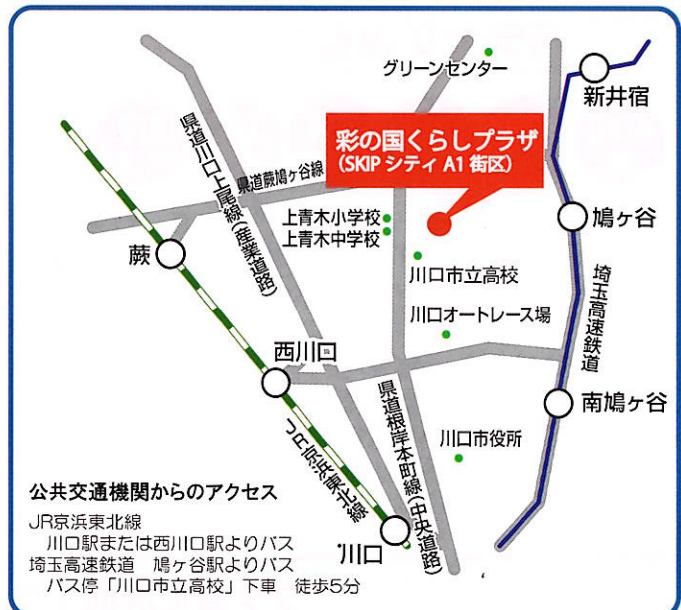 グリーンセンター
新井宿
彩の国くらしプラザ
(SKIP シティ A1 街区)
県道蕨鳩ヶ谷線
県道川口上尾線(産業道路)
上青木小学校
上青木中学校
鳩ヶ谷
蕨
川口市立高校
埼玉高速鉄道
川口オートレース場
西川口
南鳩ヶ谷
県道根岸本町線(中央道路)
川口市役所
JR京浜東北線
川口
公共交通機関からのアクセス
JR京浜東北線
川口駅または西川口駅よりバス
埼玉高速鉄道 鳩ヶ谷駅よりバス
バス停「川口市立高校」下車 徒歩5分